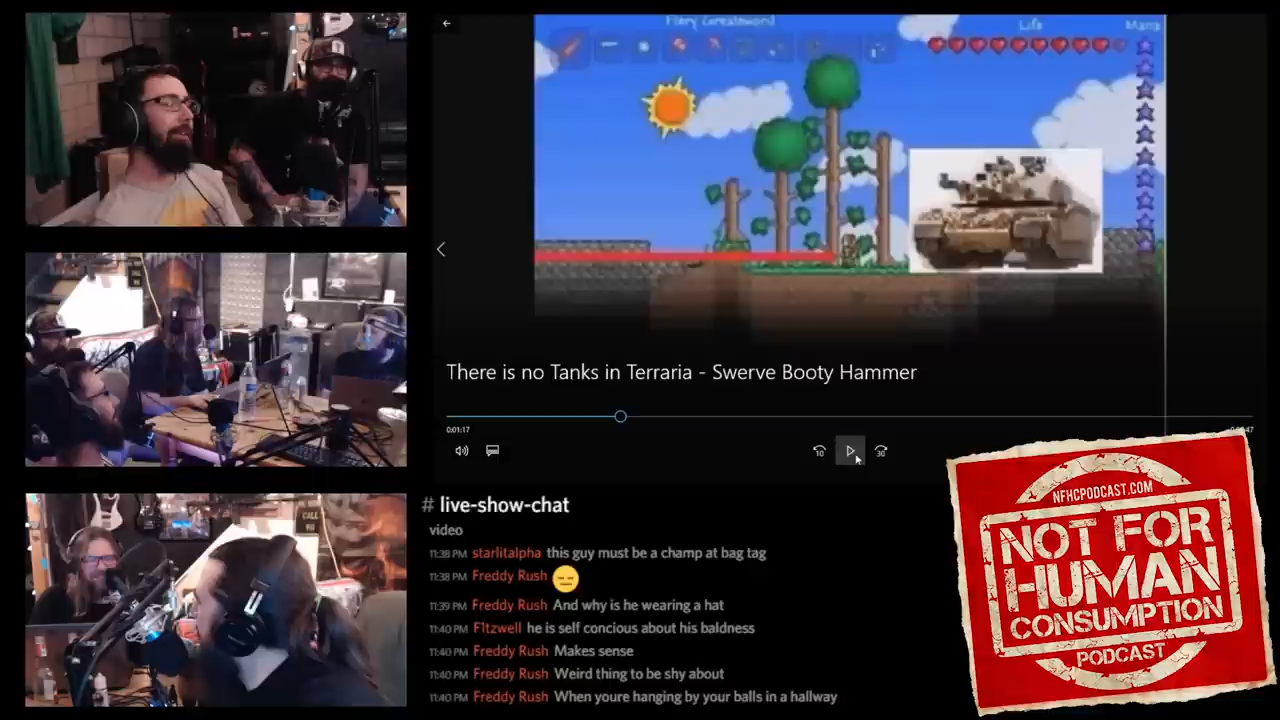 Fiery Greatsword
Life
Mana
There is no Tanks in Terraria - Swerve Booty Hammer
0:01:17
10
30
# live-show-chat
video
11:38 PM starlitalpha this guy must be a champ at bag tag
11:38 PM Freddy Rush 😑
11:39 PM Freddy Rush And why is he wearing a hat
11:40 PM F1tzwell he is self concious about his baldness
11:40 PM Freddy Rush Makes sense
11:40 PM Freddy Rush Weird thing to be shy about
11:40 PM Freddy Rush When youre hanging by your balls in a hallway
NFHCPODCAST.COM
NOT FOR
HUMAN
CONSUMPTION
PODCAST